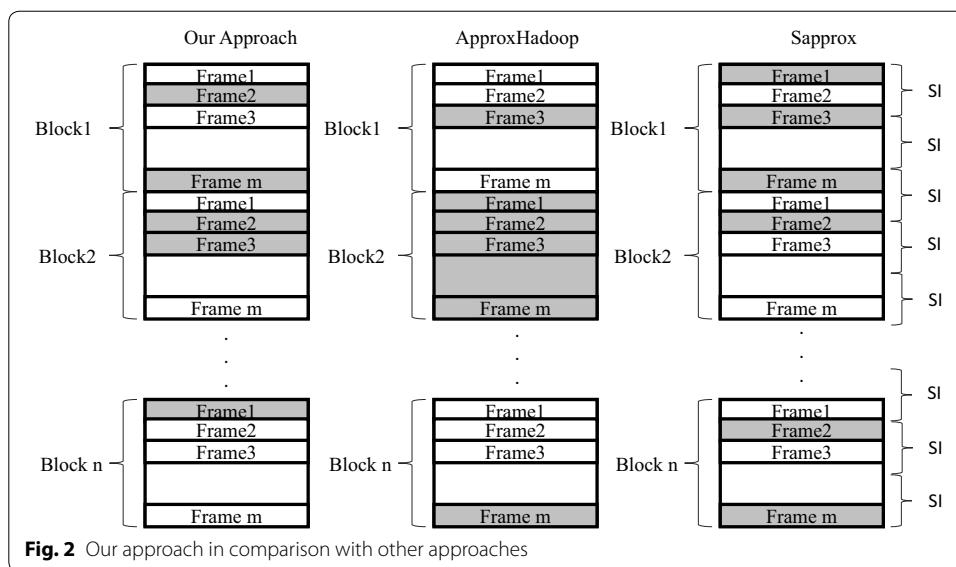 Our Approach
Frame1
Frame2
Frame3
Frame m
Frame1
Frame2
Frame3
Frame m
Frame1
Frame2
Frame3
Frame m
Block1
Block2
Block n
ApproxHadoop
Frame1
Frame2
Frame3
Frame m
Frame1
Frame2
Frame3
Frame m
Frame1
Frame2
Frame3
Frame m
Block1
Block2
Block n
Sapprox
Frame1
Frame2
Frame3
Frame m
Frame1
Frame2
Frame3
Frame m
Frame1
Frame2
Frame3
Frame m
Block1
Block2
Block n
SI
SI
SI
SI
SI
SI
SI
SI
Fig. 2 Our approach in comparison with other approaches